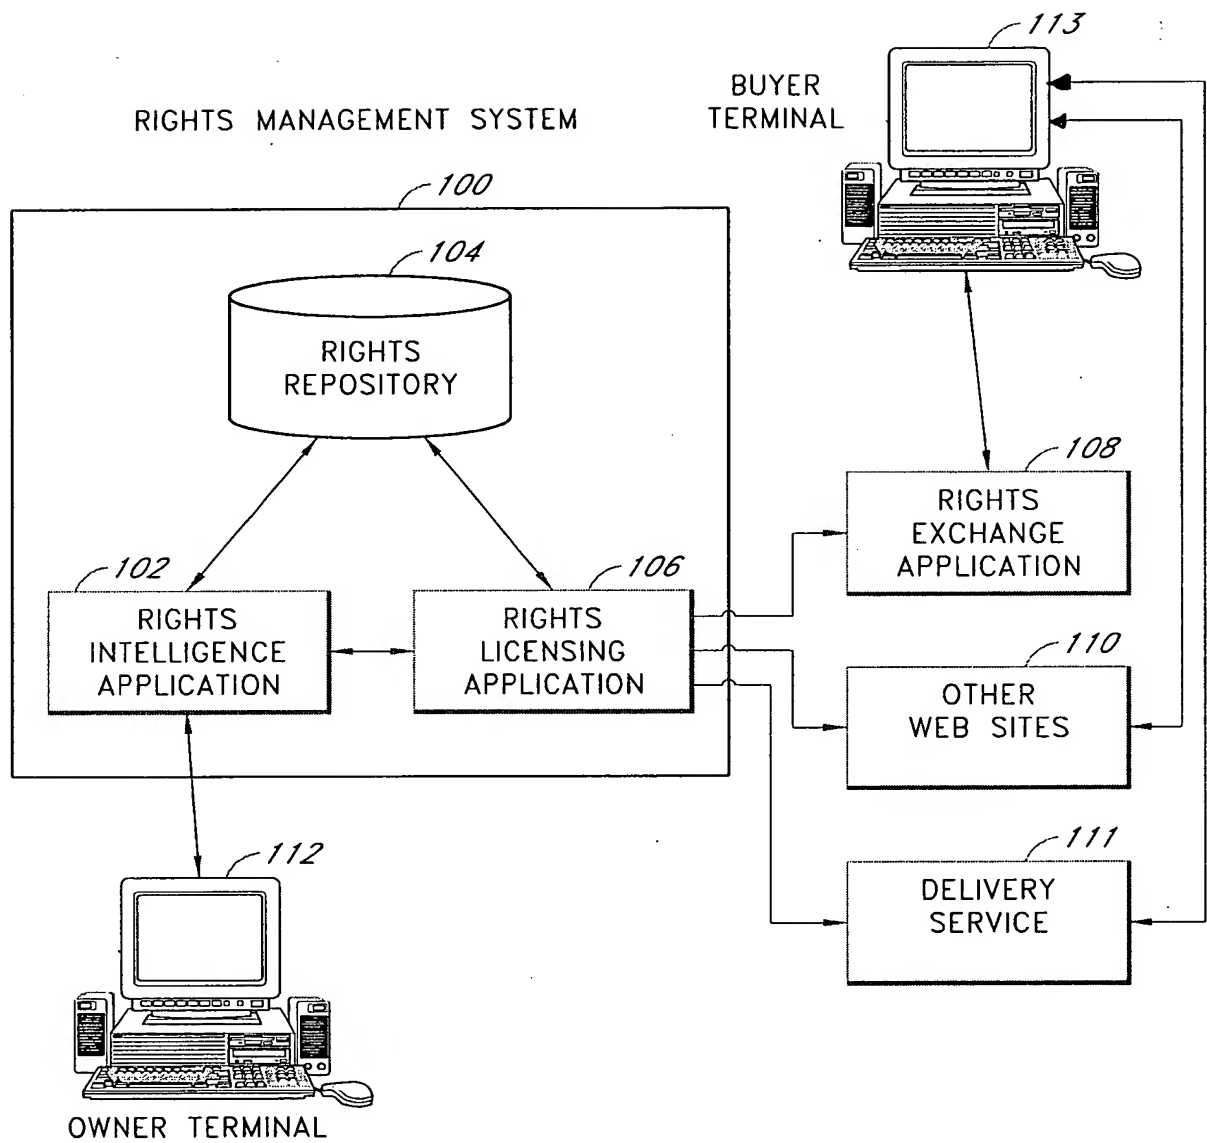 113
BUYER
TERMINAL
RIGHTS MANAGEMENT SYSTEM
100
104
RIGHTS
REPOSITORY
108
RIGHTS
EXCHANGE
APPLICATION
102
RIGHTS
INTELLIGENCE
APPLICATION
106
RIGHTS
LICENSING
APPLICATION
110
OTHER
WEB SITES
111
DELIVERY
SERVICE
112
OWNER TERMINAL